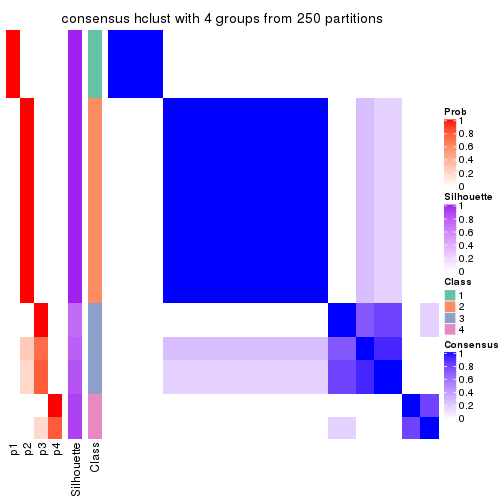 consensus hclust with 4 groups from 250 partitions
Prob
1
0.8
0.6
0.4
0.2
0
Silhouette
1
0.8
0.6
0.4
0.2
0
Class
1
2
3
4
Consensus
1
0.8
0.6
0.4
0.2
0
p1
p2
p3
p4
Silhouette
Class